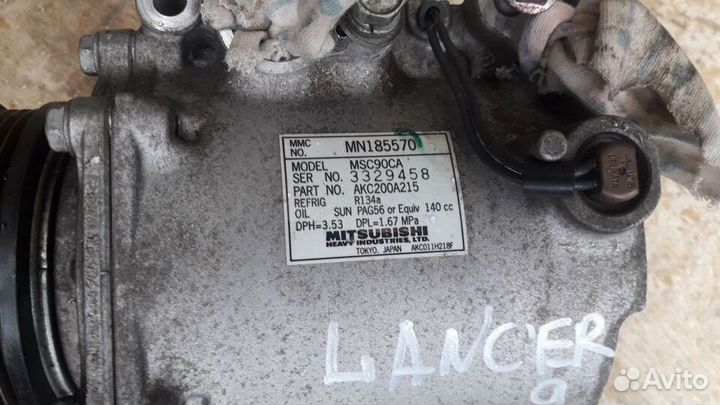 MMC NO. MN185570
MODEL MSC90CA
SER NO. 3329458
PART NO. AKC200A215
REFRIG R134a
OIL SUN PAG56 or Equiv 140 cc
DPH=3.53 DPL=1.67 MPa
MITSUBISHI
HEAVY INDUSTRIES, LTD.
TOKYO, JAPAN AKC011H218F
LANCER
9
Avito